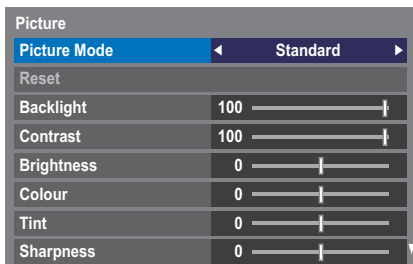 Picture
Picture Mode Standard
Reset
Backlight 100
Contrast 100
Brightness 0
Colour 0
Tint 0
Sharpness 0